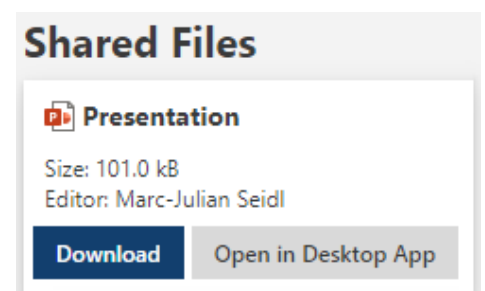 Shared Files
Presentation
Size: 101.0 kB
Editor: Marc-Julian Seidl
Download
Open in Desktop App